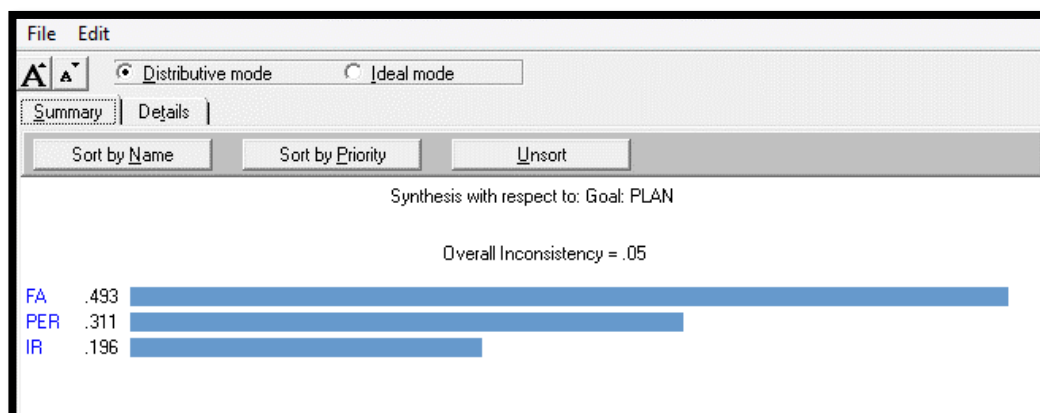 File Edit
A A Distributive mode Ideal mode
Summary Details
Sort by Name Sort by Priority Unsort
Synthesis with respect to: Goal: PLAN
Overall Inconsistency = .05
FA .493
PER .311
IR .196